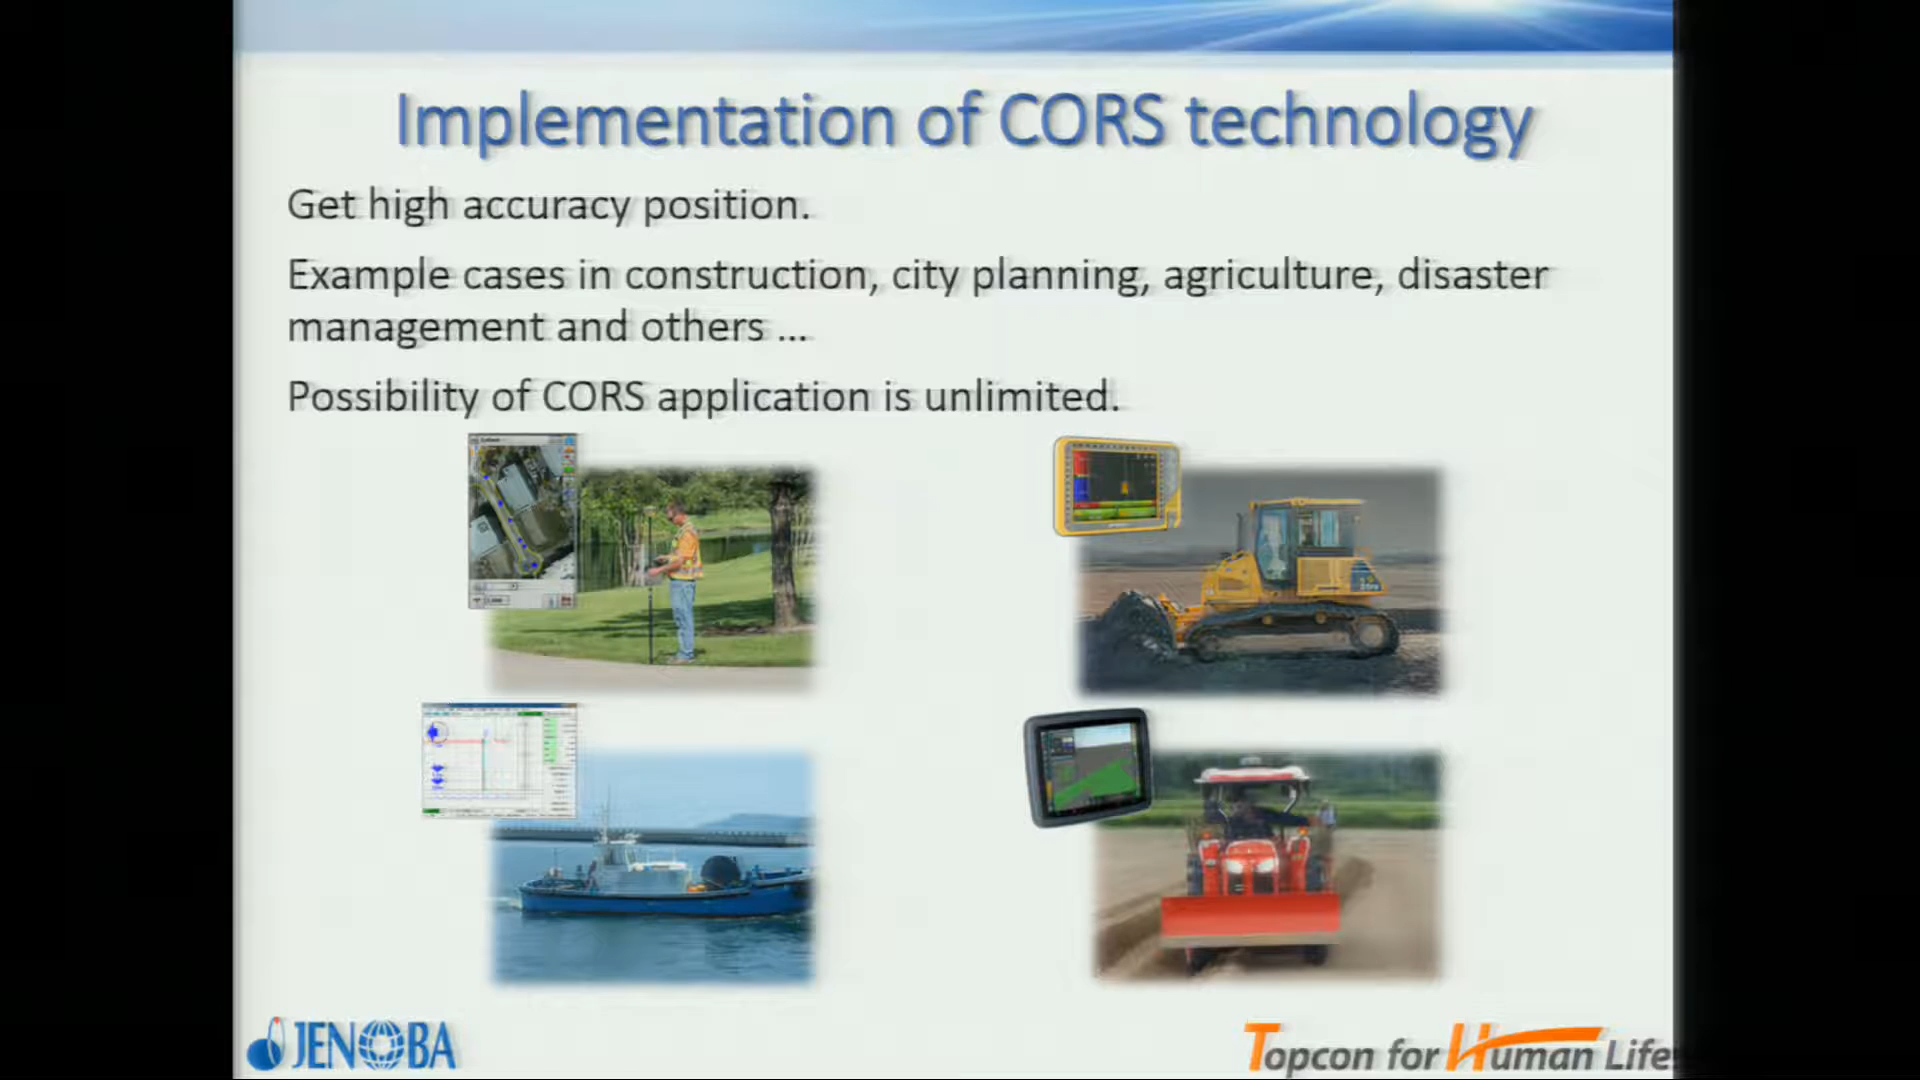 Implementation of CORS technology
Get high accuracy position.
Example cases in construction, city planning, agriculture, disaster
management and others ...
Possibility of CORS application is unlimited.
JENOBA
Topcon for Human Life